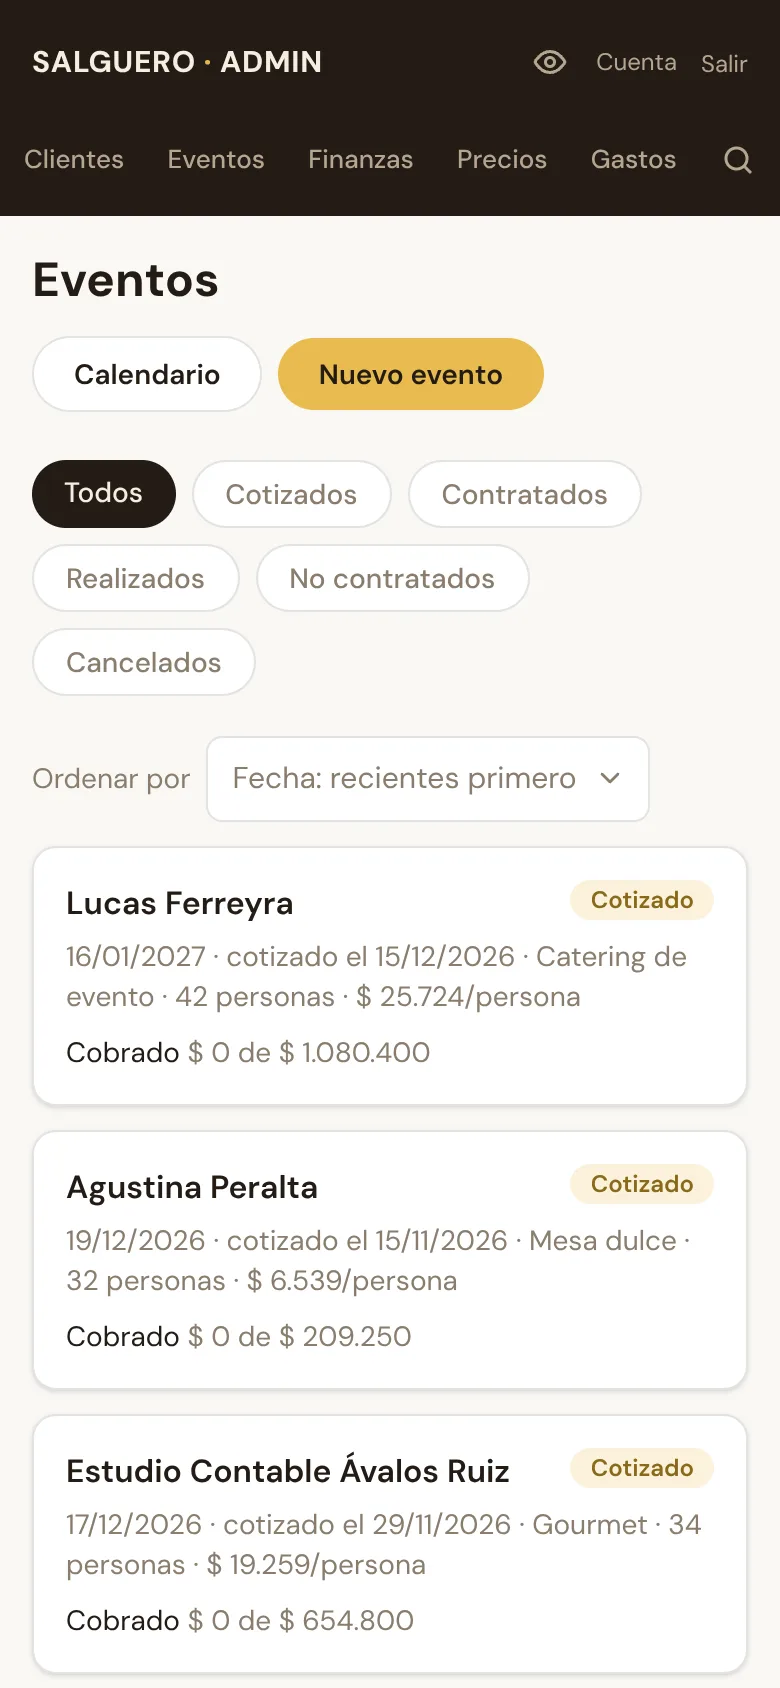 SALGUERO · ADMIN
Cuenta
Salir
Clientes
Eventos
Finanzas
Precios
Gastos
Eventos
Calendario
Nuevo evento
Todos
Cotizados
Contratados
Realizados
No contratados
Cancelados
Ordenar por
Fecha: recientes primero
Lucas Ferreyra
Cotizado
16/01/2027 · cotizado el 15/12/2026 · Catering de
evento · 42 personas · $ 25.724/persona
Cobrado $ 0 de $ 1.080.400
Agustina Peralta
Cotizado
19/12/2026 · cotizado el 15/11/2026 · Mesa dulce ·
32 personas · $ 6.539/persona
Cobrado $ 0 de $ 209.250
Estudio Contable Ávalos Ruiz
Cotizado
17/12/2026 · cotizado el 29/11/2026 · Gourmet · 34
personas · $ 19.259/persona
Cobrado $ 0 de $ 654.800